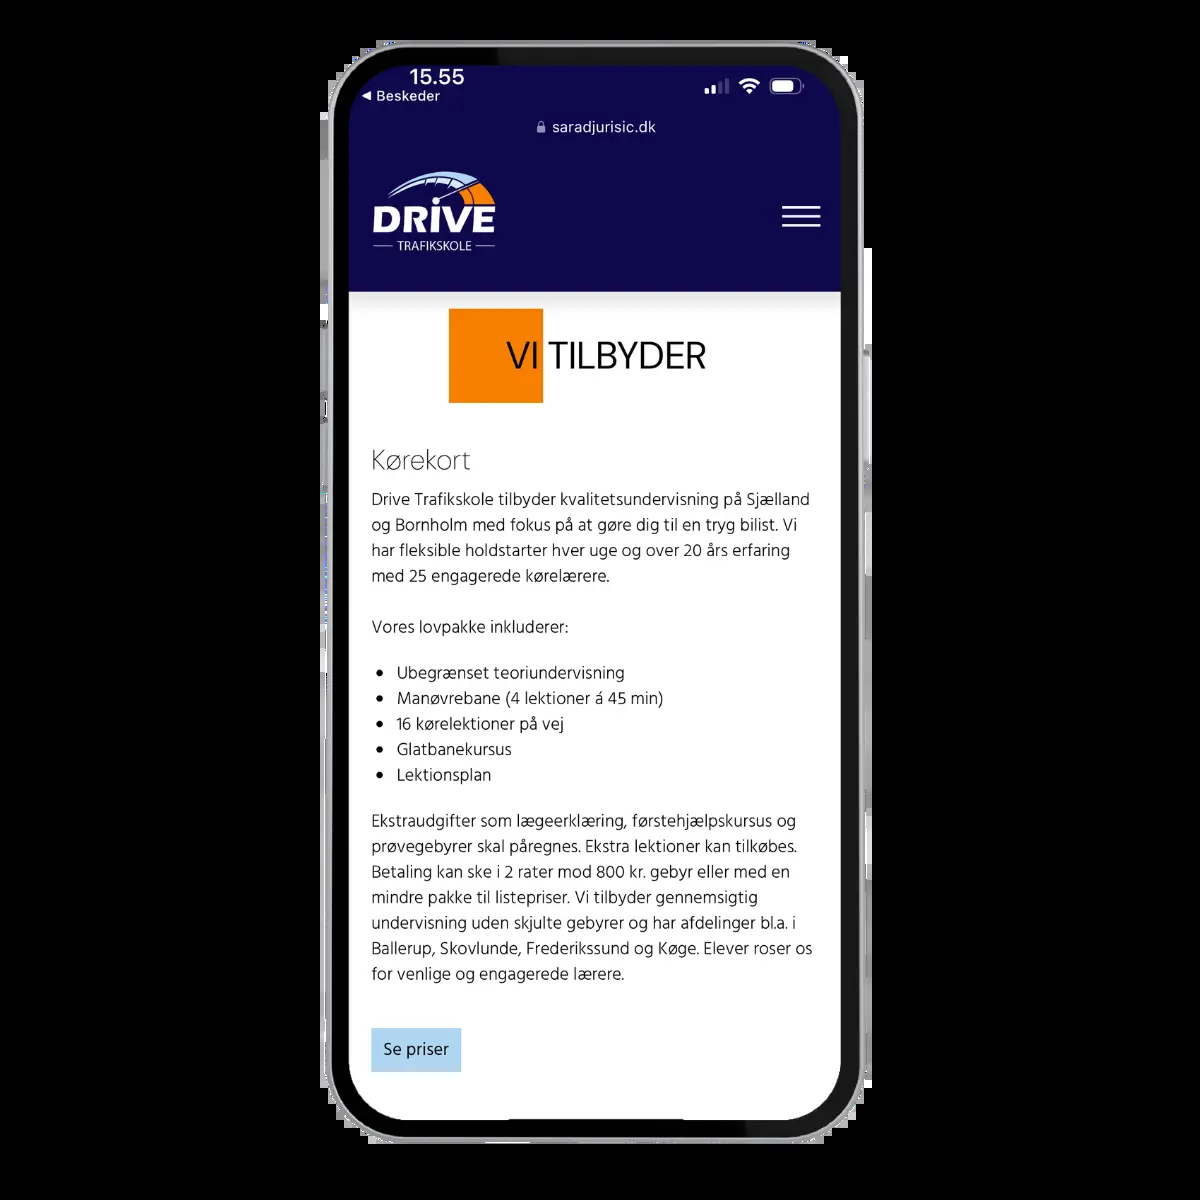 15.55
◀ Beskeder
saradjurisic.dk
DRIVE
TRAFIKSKOLE
VI TILBYDER
Kørekort
Drive Trafikskole tilbyder kvalitetsundervisning på Sjælland
og Bornholm med fokus på at gøre dig til en tryg bilist. Vi
har fleksible holdstarter hver uge og over 20 års erfaring
med 25 engagerede kørelærere.
Vores lovpakke inkluderer:
• Ubegrænset teoriundervisning
• Manøvrebane (4 lektioner á 45 min)
• 16 kørelektioner på vej
• Glatbanekursus
• Lektionsplan
Ekstraudgifter som lægeerklæring, førstehjælpskursus og
prøvegebyrer skal påregnes. Ekstra lektioner kan tilkøbes.
Betaling kan ske i 2 rater mod 800 kr. gebyr eller med en
mindre pakke til listepriser. Vi tilbyder gennemsigtig
undervisning uden skjulte gebyrer og har afdelinger bl.a. i
Ballerup, Skovlunde, Frederikssund og Køge. Elever roser os
for venlige og engagerede lærere.
Se priser